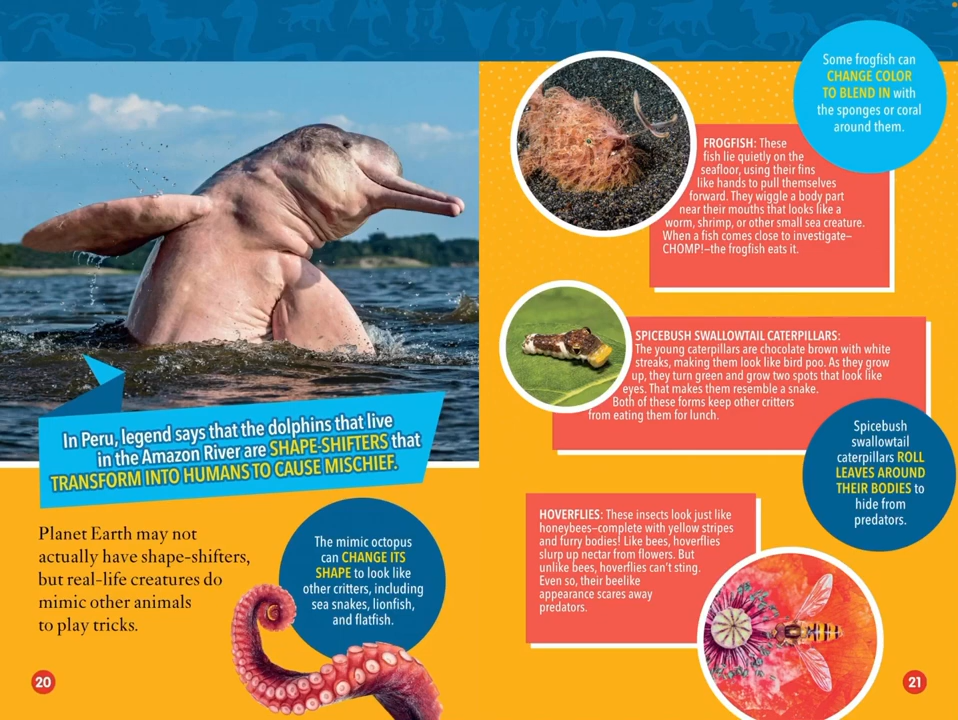 In Peru, legend says that the dolphins that live
in the Amazon River are SHAPE-SHIFTERS that
TRANSFORM INTO HUMANS TO CAUSE MISCHIEF.
Planet Earth may not
actually have shape-shifters,
but real-life creatures do
mimic other animals
to play tricks.
The mimic octopus
can CHANGE ITS
SHAPE to look like
other critters, including
sea snakes, lionfish,
and flatfish.
20
Some frogfish can
CHANGE COLOR
TO BLEND IN with
the sponges or coral
around them.
FROGFISH: These
fish lie quietly on the
seafloor, using their fins
like hands to pull themselves
forward. They wiggle a body part
near their mouths that looks like a
worm, shrimp, or other small sea creature.
When a fish comes close to investigate—
CHOMP!—the frogfish eats it.
SPICEBUSH SWALLOWTAIL CATERPILLARS:
The young caterpillars are chocolate brown with white
streaks, making them look like bird poo. As they grow
up, they turn green and grow two spots that look like
eyes. That makes them resemble a snake.
Both of these forms keep other critters
from eating them for lunch.
Spicebush
swallowtail
caterpillars ROLL
LEAVES AROUND
THEIR BODIES to
hide from
predators.
HOVERFLIES: These insects look just like
honeybees—complete with yellow stripes
and furry bodies! Like bees, hoverflies
slurp up nectar from flowers. But
unlike bees, hoverflies can't sting.
Even so, their beelike
appearance scares away
predators.
21